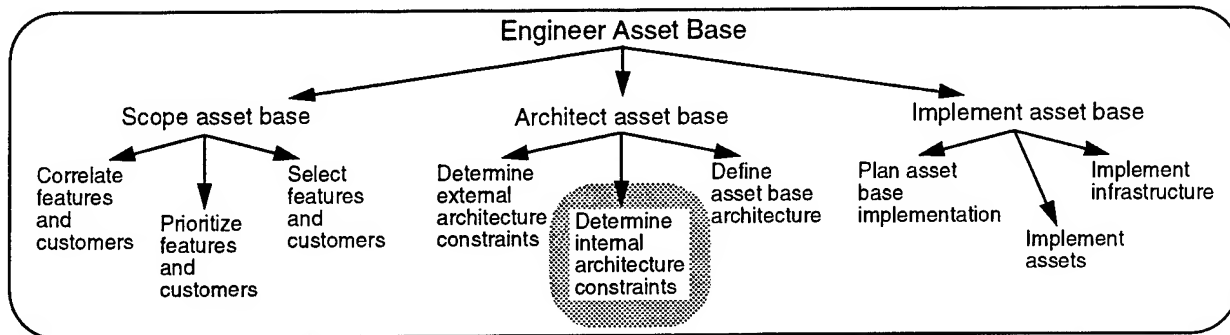 Engineer Asset Base
Scope asset base
Architect asset base
Implement asset base
Correlate
features
and
customers
Prioritize
features
and
customers
Select
features
and
customers
Determine
external
architecture
constraints
Determine
internal
architecture
constraints
Define
asset base
architecture
Plan asset
base
implementation
Implement
assets
Implement
infrastructure